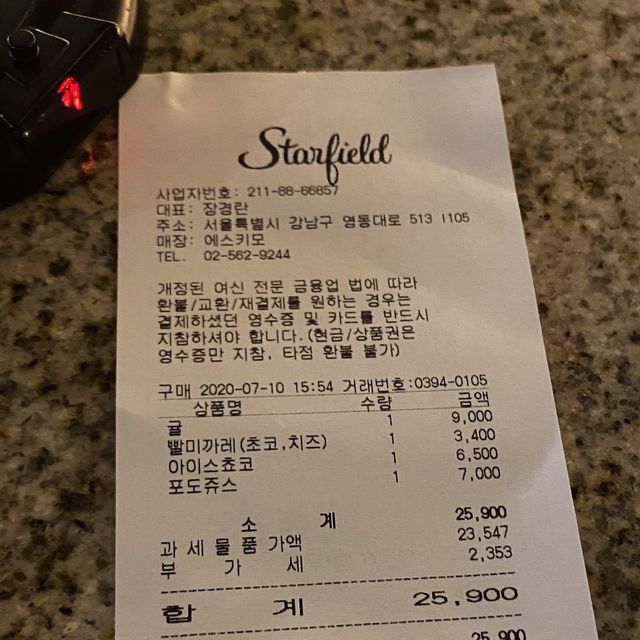 Starfield
사업자번호: 211-88-66857
대표: 장경란
주소: 서울특별시 강남구 영동대로 513 I105
매장: 에스키모
TEL. 02-562-9244
개정된 여신 전문 금융업 법에 따라
환불/교환/재결제를 원하는 경우는
결제하셨던 영수증 및 카드를 반드시
지참하셔야 합니다.(현금/상품권은
영수증만 지참, 타점 환불 불가)
구매 2020-07-10 15:54 거래번호:0394-0105
상품명 수량 금액
귤 1 9,000
빨미까레(초코,치즈) 1 3,400
아이스쵸코 1 6,500
포도쥬스 1 7,000
소 계 25,900
과 세 물 품 가액 23,547
부 가 세 2,353
합 계 25,900
25,900